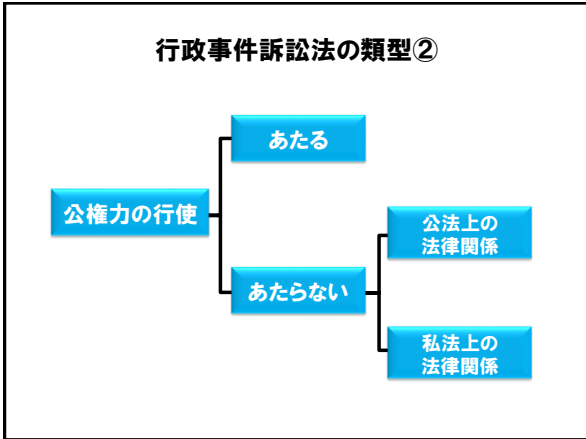 行政事件訴訟法の類型②
あたる
公権力の行使
公法上の
法律関係
あたらない
私法上の
法律関係